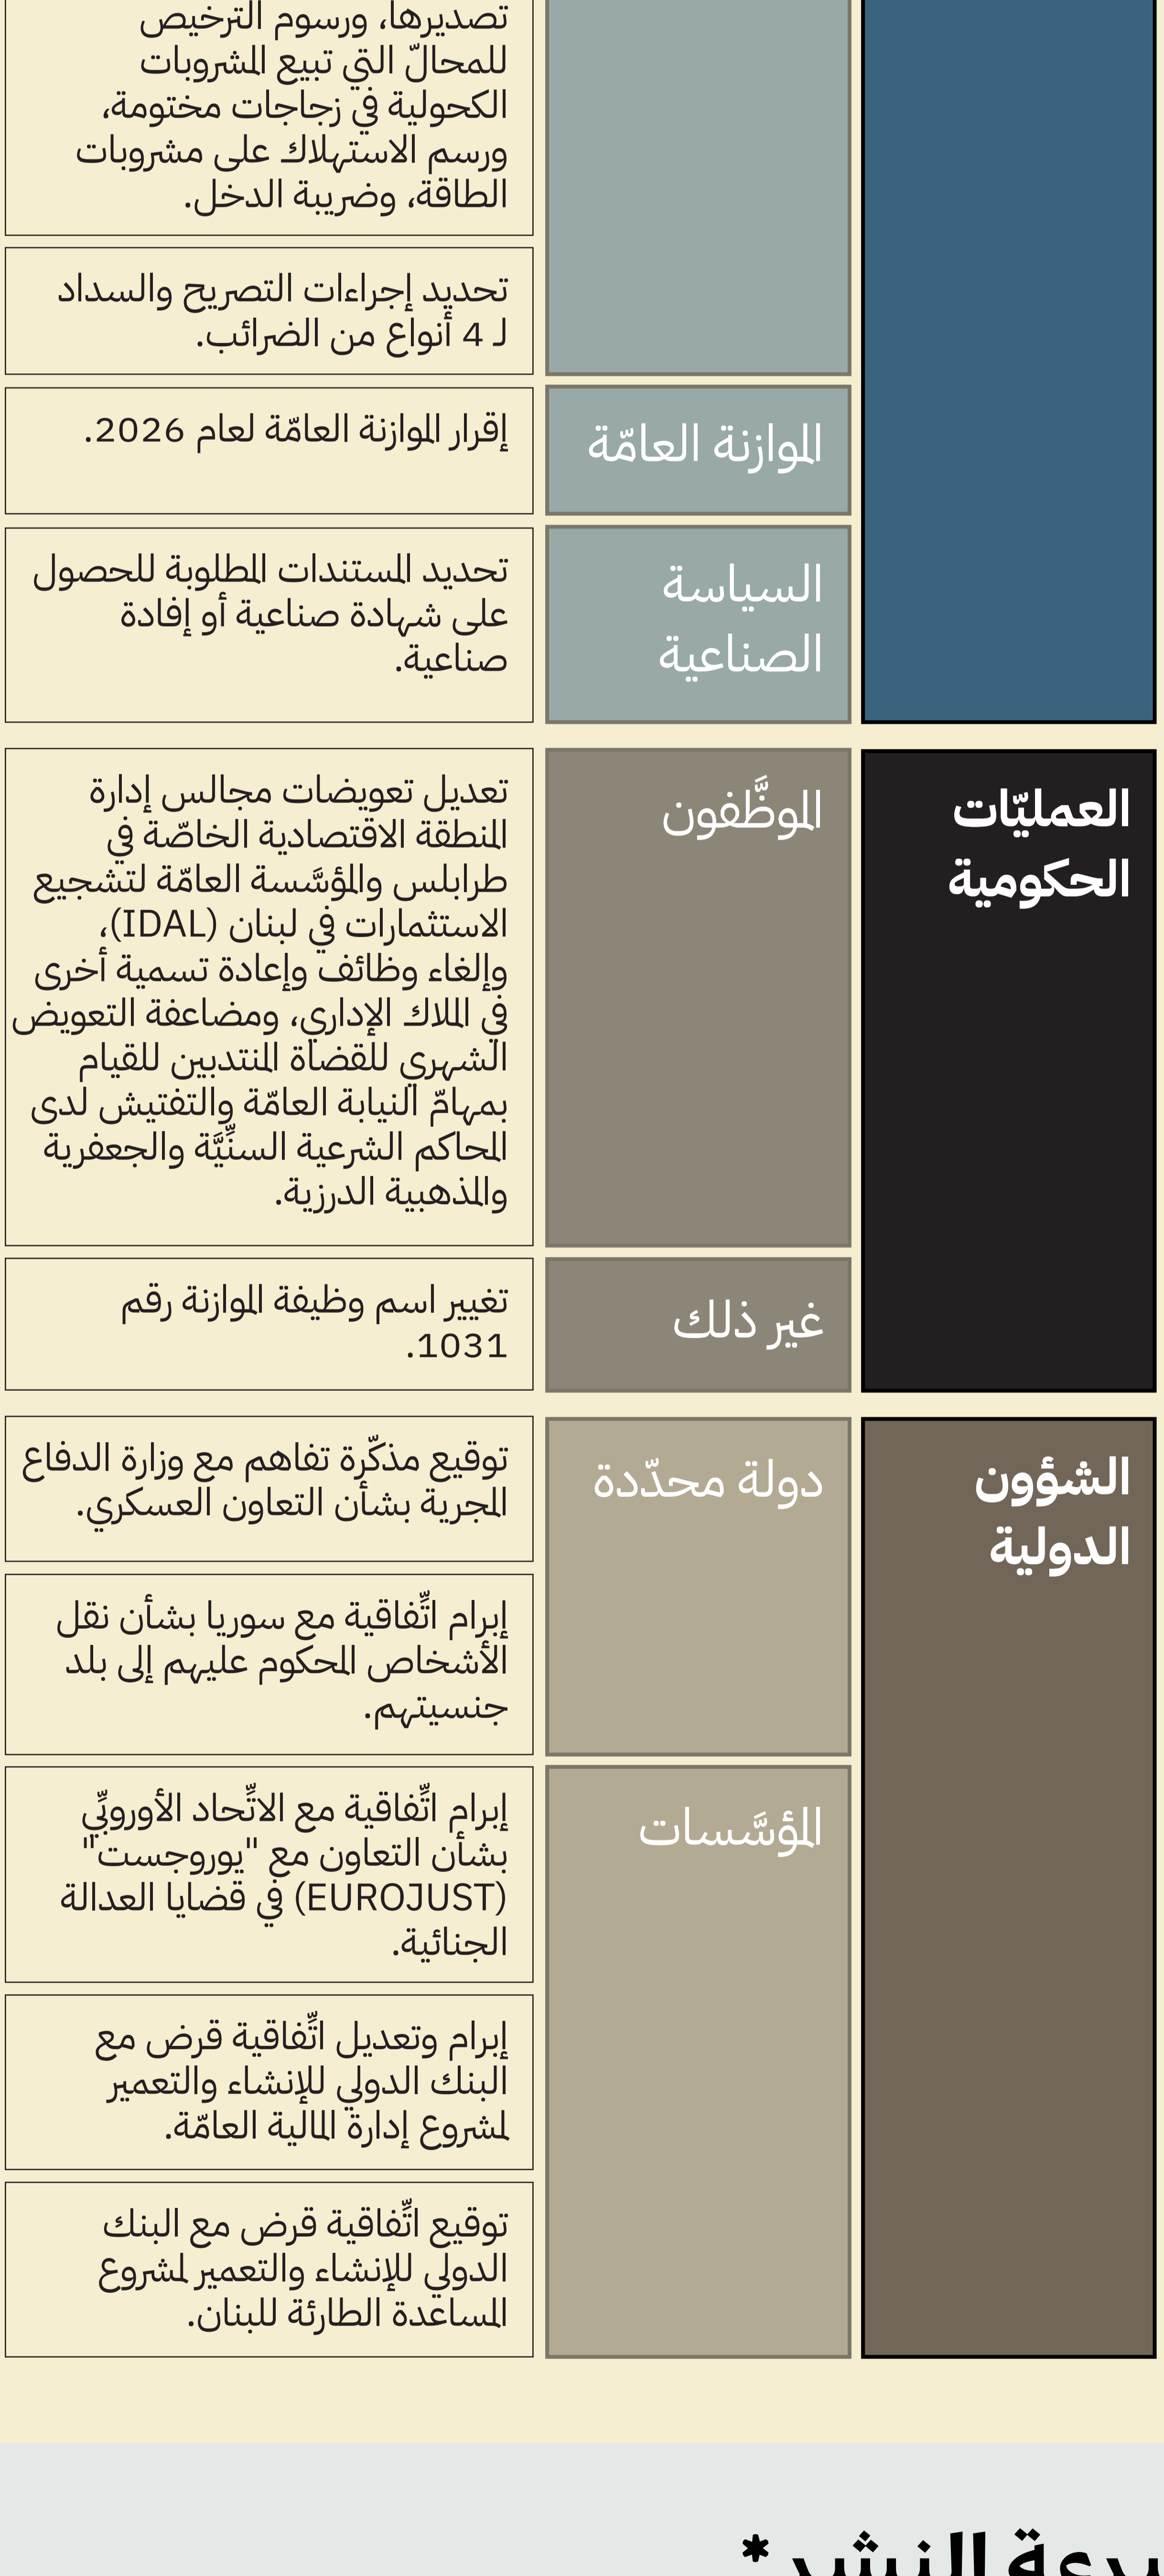 تصديرها، ورسوم الترخيص
للمحالّ التي تبيع المشروبات
الكحولية في زجاجات مختومة،
ورسم الاستهلاك على مشروبات
الطاقة، وضريبة الدخل.
تحديد إجراءات التصريح والسداد
لـ 4 أنواع من الضرائب.
الموازنة العامّة
إقرار الموازنة العامّة لعام 2026.
السياسة
الصناعية
تحديد المستندات المطلوبة للحصول
على شهادة صناعية أو إفادة
صناعية.
العمليّات
الحكومية
الموظَّفون
تعديل تعويضات مجالس إدارة
المنطقة الاقتصادية الخاصّة في
طرابلس والمؤسَّسة العامّة لتشجيع
الاستثمارات في لبنان (IDAL)،
وإلغاء وظائف وإعادة تسمية أخرى
في الملاك الإداري، ومضاعفة التعويض
الشهري للقضاة المنتدبين للقيام
بمهامّ النيابة العامّة والتفتيش لدى
المحاكم الشرعية السنِّيَّة والجعفرية
والمذهبية الدرزية.
غير ذلك
تغيير اسم وظيفة الموازنة رقم
1031.
الشؤون
الدولية
دولة محدّدة
توقيع مذكّرة تفاهم مع وزارة الدفاع
المجرية بشأن التعاون العسكري.
إبرام اتِّفاقية مع سوريا بشأن نقل
الأشخاص المحكوم عليهم إلى بلد
جنسيتهم.
المؤسَّسات
إبرام اتِّفاقية مع الاتِّحاد الأوروبِّي
بشأن التعاون مع "يوروجست"
(EUROJUST) في قضايا العدالة
الجنائية.
إبرام وتعديل اتِّفاقية قرض مع
البنك الدولي للإنشاء والتعمير
لمشروع إدارة المالية العامّة.
توقيع اتِّفاقية قرض مع البنك
الدولي للإنشاء والتعمير لمشروع
المساعدة الطارئة للبنان.
النشر*